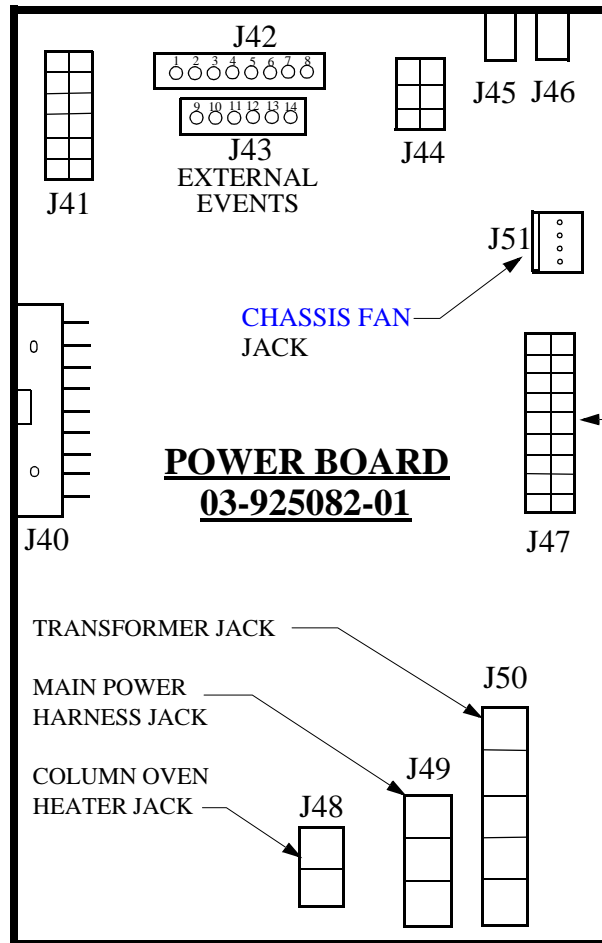 J42
1 2 3 4 5 6 7 8
9 10 11 12 13 14
J43
EXTERNAL
EVENTS
J41
J44
J45 J46
J51
CHASSIS FAN
JACK
POWER BOARD
03-925082-01
J40
J47
TRANSFORMER JACK
J50
MAIN POWER
HARNESS JACK
J49
COLUMN OVEN
HEATER JACK
J48